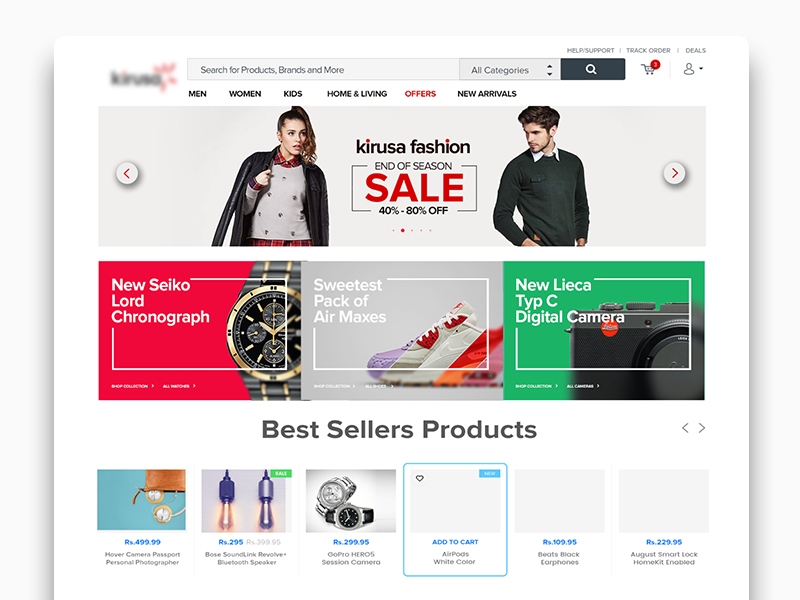 HELP/SUPPORT | TRACK ORDER | DEALS
kirusa
Search for Products, Brands and More
All Categories
3
MEN WOMEN KIDS HOME & LIVING OFFERS NEW ARRIVALS
kirusa fashion
END OF SEASON
SALE
40% - 80% OFF
New Seiko
Lord
Chronograph
SHOP COLLECTION
ALL WATCHES
Sweetest
Pack of
Air Maxes
SHOP COLLECTION
ALL SHOES
New Lieca
Typ C
Digital Camera
SHOP COLLECTION
ALL CAMERAS
Best Sellers Products
Rs.499.99
Hover Camera Passport
Personal Photographer
SALE
Rs.295 Rs.399.95
Bose SoundLink Revolve+
Bluetooth Speaker
Rs.299.95
GoPro HERO5
Session Camera
NEW
ADD TO CART
AirPods
White Color
Rs.109.95
Beats Black
Earphones
Rs.229.95
August Smart Lock
HomeKit Enabled